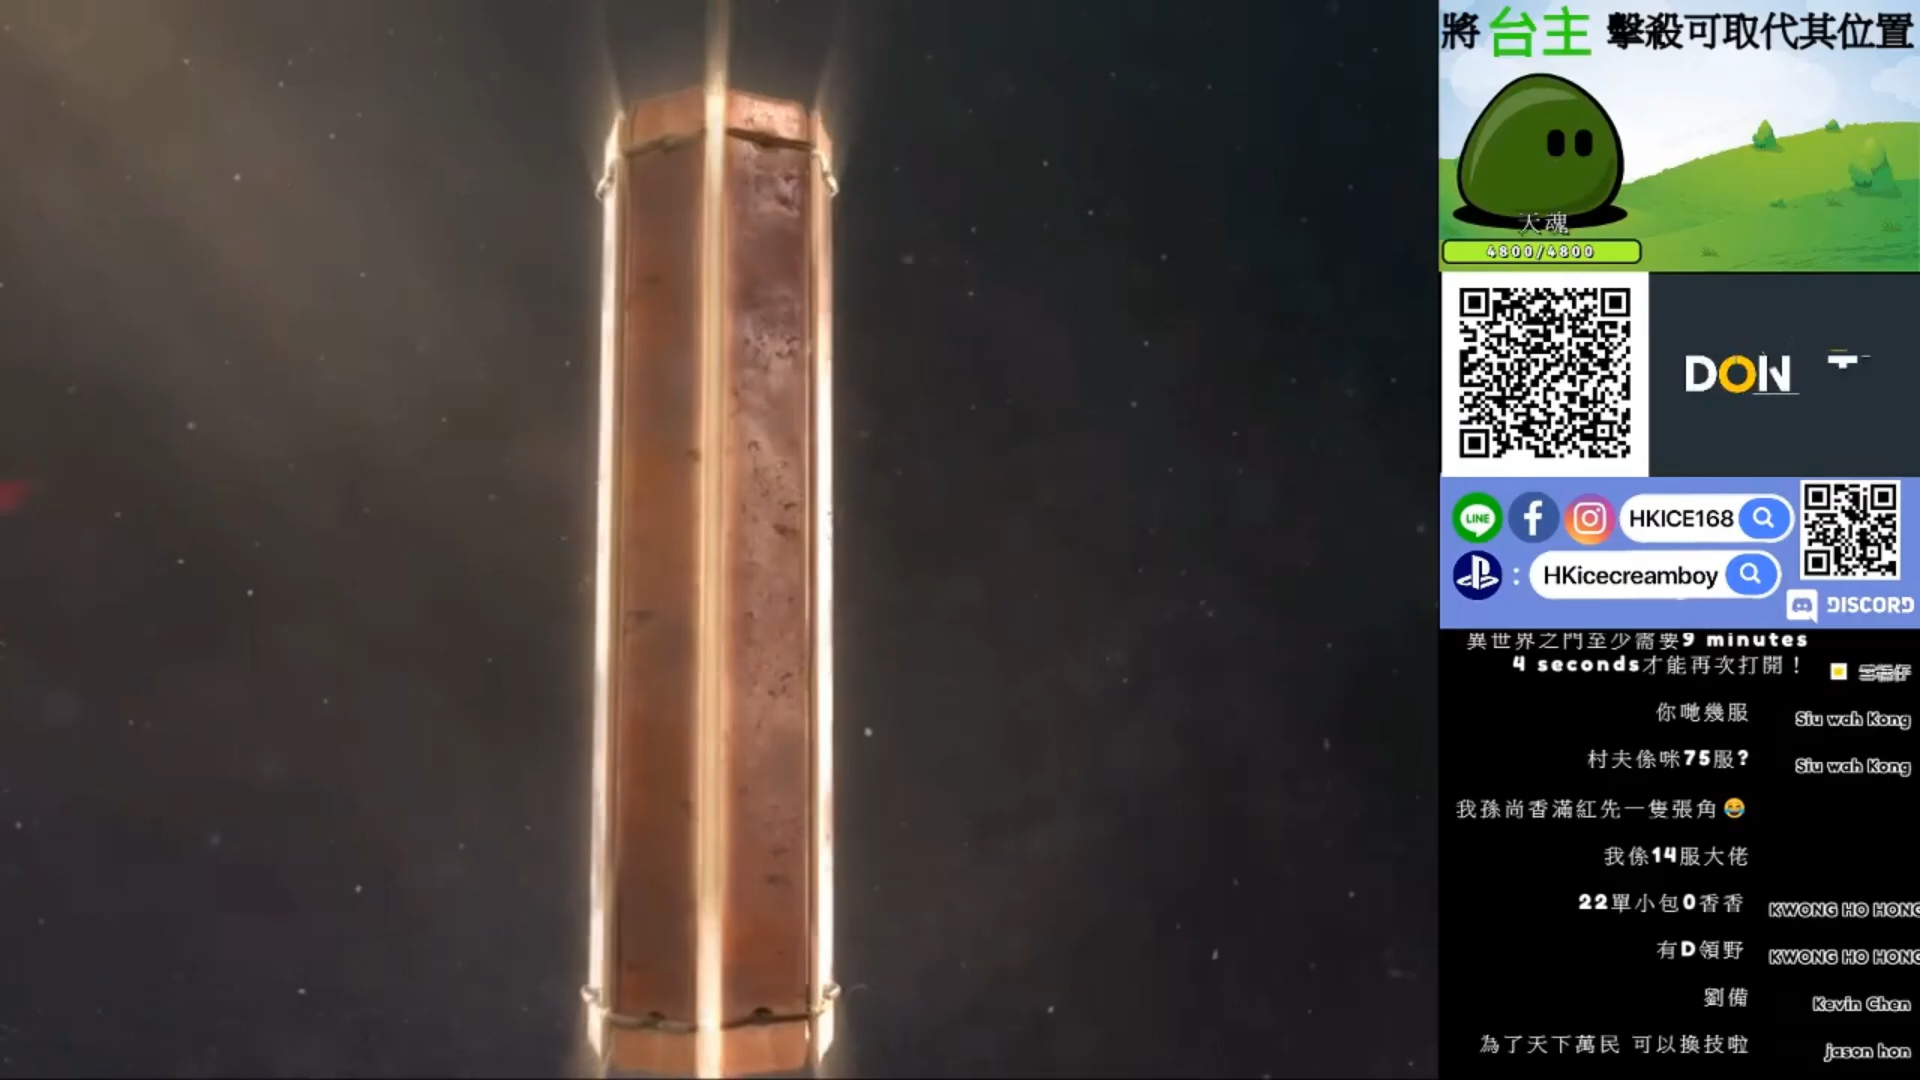 將 台主 擊殺可取代其位置
天魂
4800/4800
DON
LINE
HKICE168
: HKicecreamboy
DISCORD
異世界之門至少需要9 minutes
4 seconds才能再次打開！
你哋幾服 Siu wah Kong
村夫係咪75服? Siu wah Kong
我孫尚香滿紅先一隻張角😂
我係14服大佬
22單小包0香香 KWONG HO HONG
有D領野 KWONG HO HONG
劉備 Kevin Chen
為了天下萬民 可以換技啦 jason hon